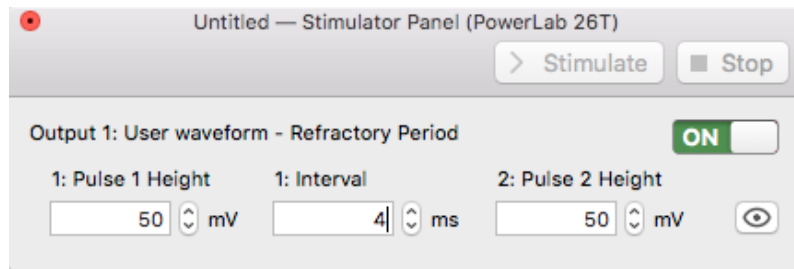 Untitled — Stimulator Panel (PowerLab 26T)
Stimulate Stop
Output 1: User waveform - Refractory Period ON
1: Pulse 1 Height 1: Interval 2: Pulse 2 Height
50 mV 4 ms 50 mV